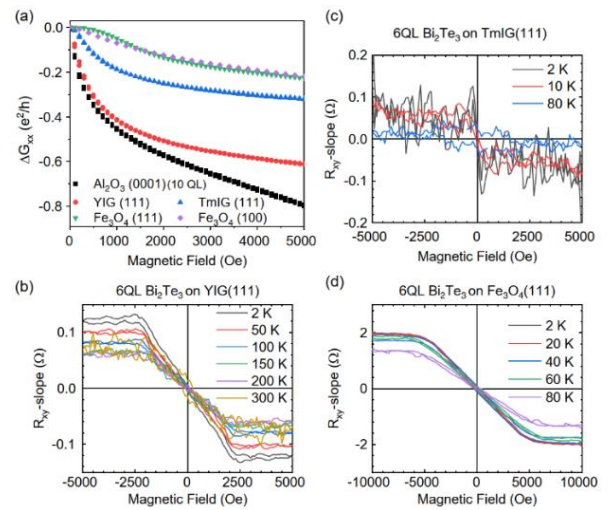 (a)
0.0
-0.2
-0.4
-0.6
-0.8
ΔGxx (e²/h)
Al₂O₃ (0001)(10 QL)
YIG (111) TmIG (111)
Fe₃O₄ (111) Fe₃O₄ (100)
0 1000 2000 3000 4000 5000
Magnetic Field (Oe)
(c) 6QL Bi₂Te₃ on TmIG(111)
0.2
0.1
0.0
-0.1
-0.2
Rxy-slope (Ω)
2 K
10 K
80 K
-5000 -2500 0 2500 5000
Magnetic Field (Oe)
(b) 6QL Bi₂Te₃ on YIG(111)
0.1
0.0
-0.1
Rxy-slope (Ω)
2 K
50 K
100 K
150 K
200 K
300 K
-5000 -2500 0 2500 5000
Magnetic Field (Oe)
(d) 6QL Bi₂Te₃ on Fe₃O₄(111)
2
0
-2
Rxy-slope (Ω)
2 K
20 K
40 K
60 K
80 K
-10000 -5000 0 5000 10000
Magnetic Field (Oe)